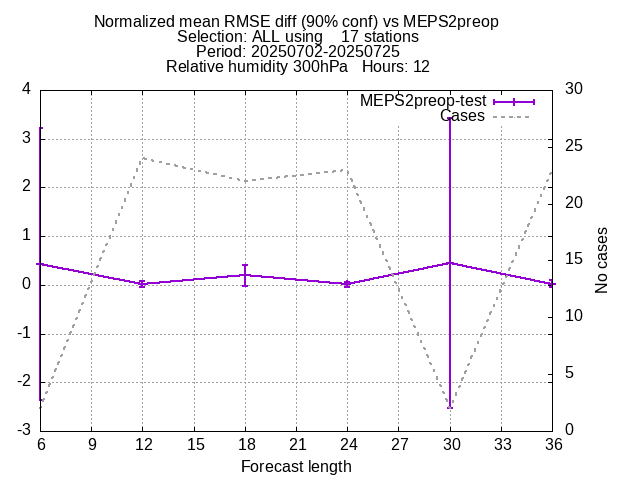 Normalized mean RMSE diff (90% conf) vs MEPS2preop
Selection: ALL using    17 stations
Period: 20250702-20250725
Relative humidity 300hPa   Hours: 12
MEPS2preop-test
Cases
4
3
2
1
0
-1
-2
-3
30
25
20
15
10
5
0
No cases
6 9 12 15 18 21 24 27 30 33 36
Forecast length